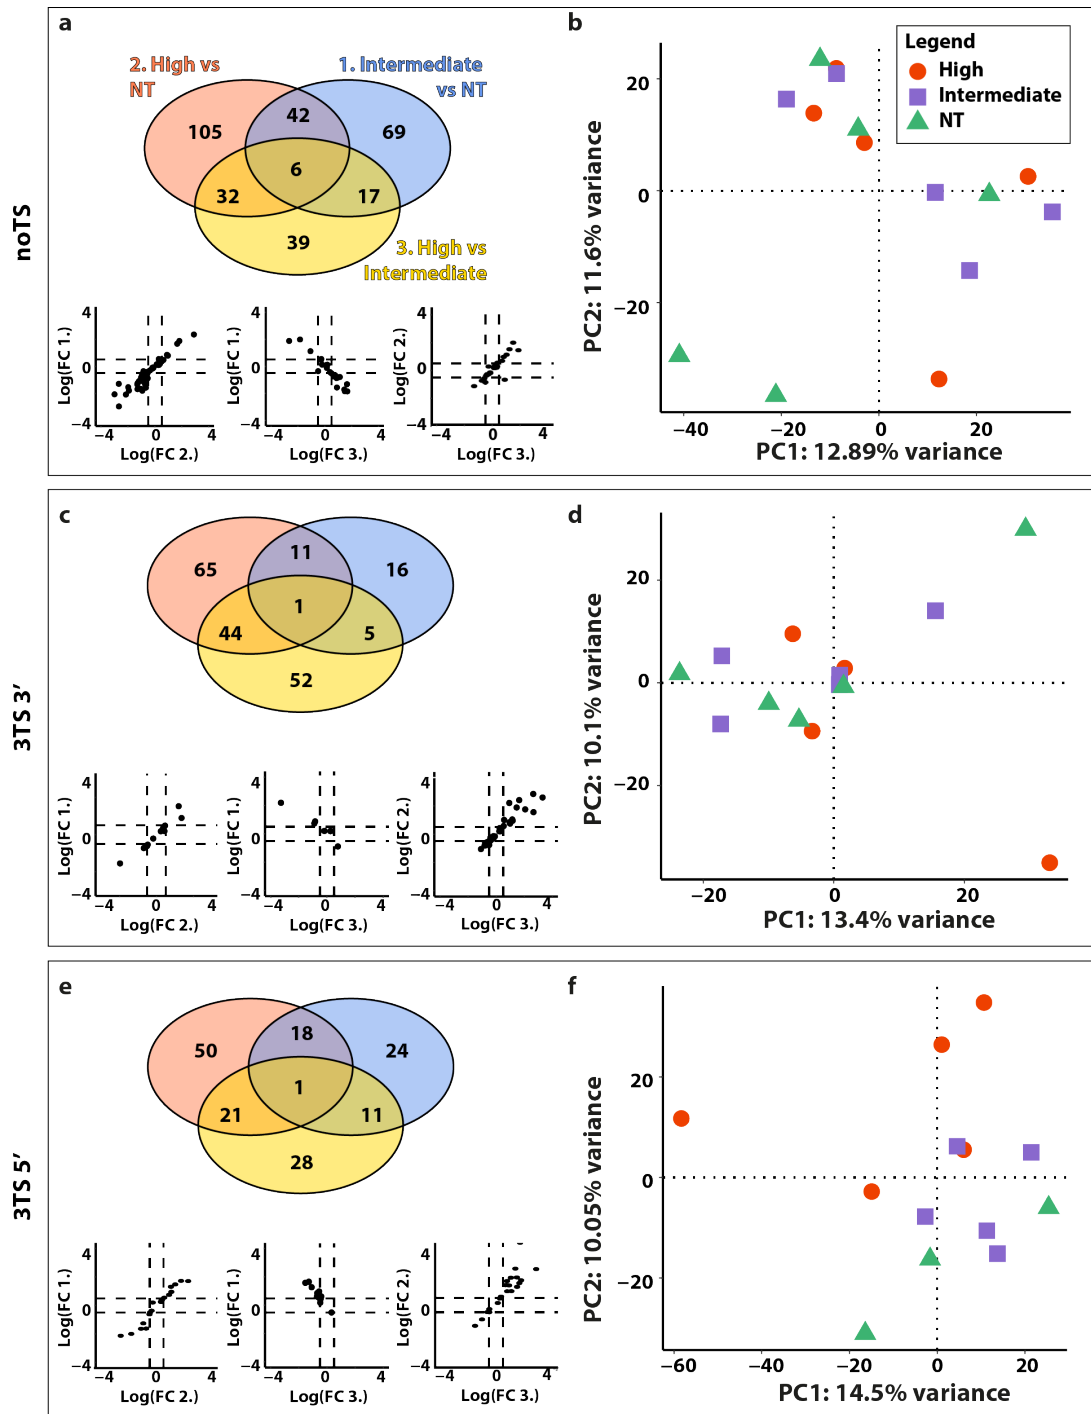 a
2. High vs
NT
1. Intermediate
vs NT
105
42
69
6
32
17
39
3. High vs
Intermediate
noTS
4
0
−4
Log(FC 1.)
−4
0
4
Log(FC 2.)
4
0
−4
Log(FC 1.)
−4
0
4
Log(FC 3.)
4
0
−4
Log(FC 2.)
−4
0
4
Log(FC 3.)
b
Legend
High
Intermediate
NT
20
0
−20
PC2: 11.6% variance
−40
−20
0
20
PC1: 12.89% variance
c
65
11
16
1
44
5
52
3TS 3′
4
0
−4
Log(FC 1.)
−4
0
4
Log(FC 2.)
4
0
−4
Log(FC 1.)
−4
0
4
Log(FC 3.)
4
0
−4
Log(FC 2.)
−4
0
4
Log(FC 3.)
d
20
0
−20
PC2: 10.1% variance
−20
0
20
PC1: 13.4% variance
e
50
18
24
1
21
11
28
3TS 5′
4
0
−4
Log(FC 1.)
−4
0
4
Log(FC 2.)
4
0
−4
Log(FC 1.)
−4
0
4
Log(FC 3.)
4
0
−4
Log(FC 2.)
−4
0
4
Log(FC 3.)
f
20
0
−20
PC2: 10.05% variance
−60
−40
−20
0
20
PC1: 14.5% variance